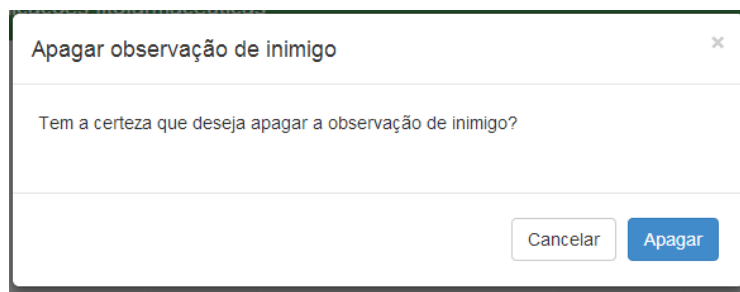 Apagar observação de inimigo
×
Tem a certeza que deseja apagar a observação de inimigo?
Cancelar
Apagar